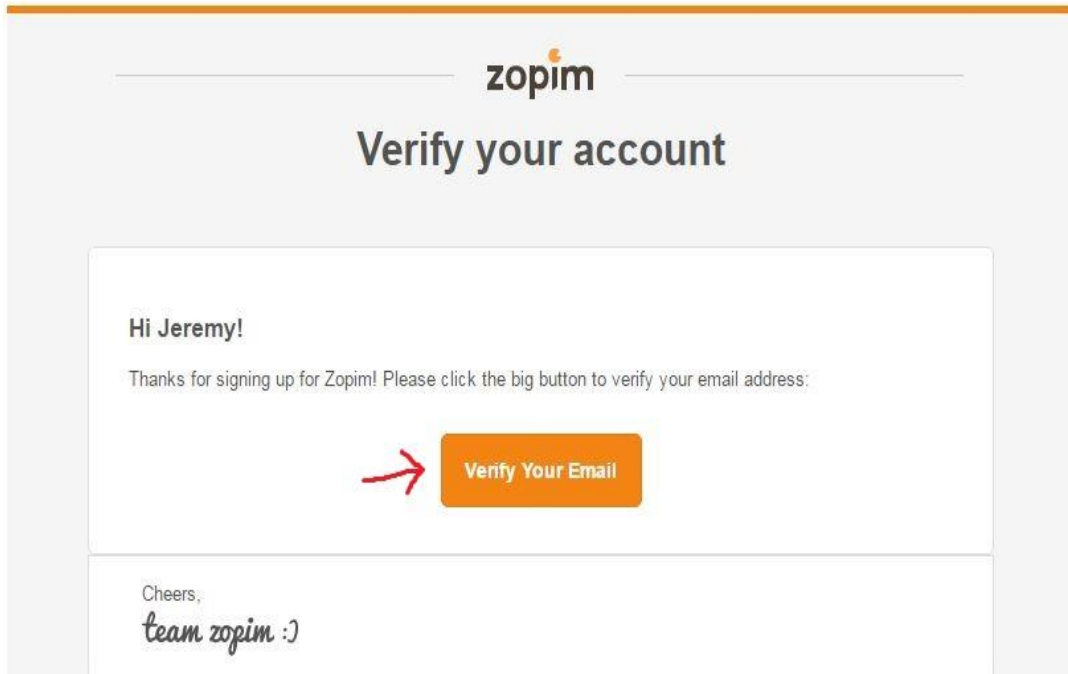 zopim
Verify your account
Hi Jeremy!
Thanks for signing up for Zopim! Please click the big button to verify your email address:
Verify Your Email
Cheers,
team zopim :)